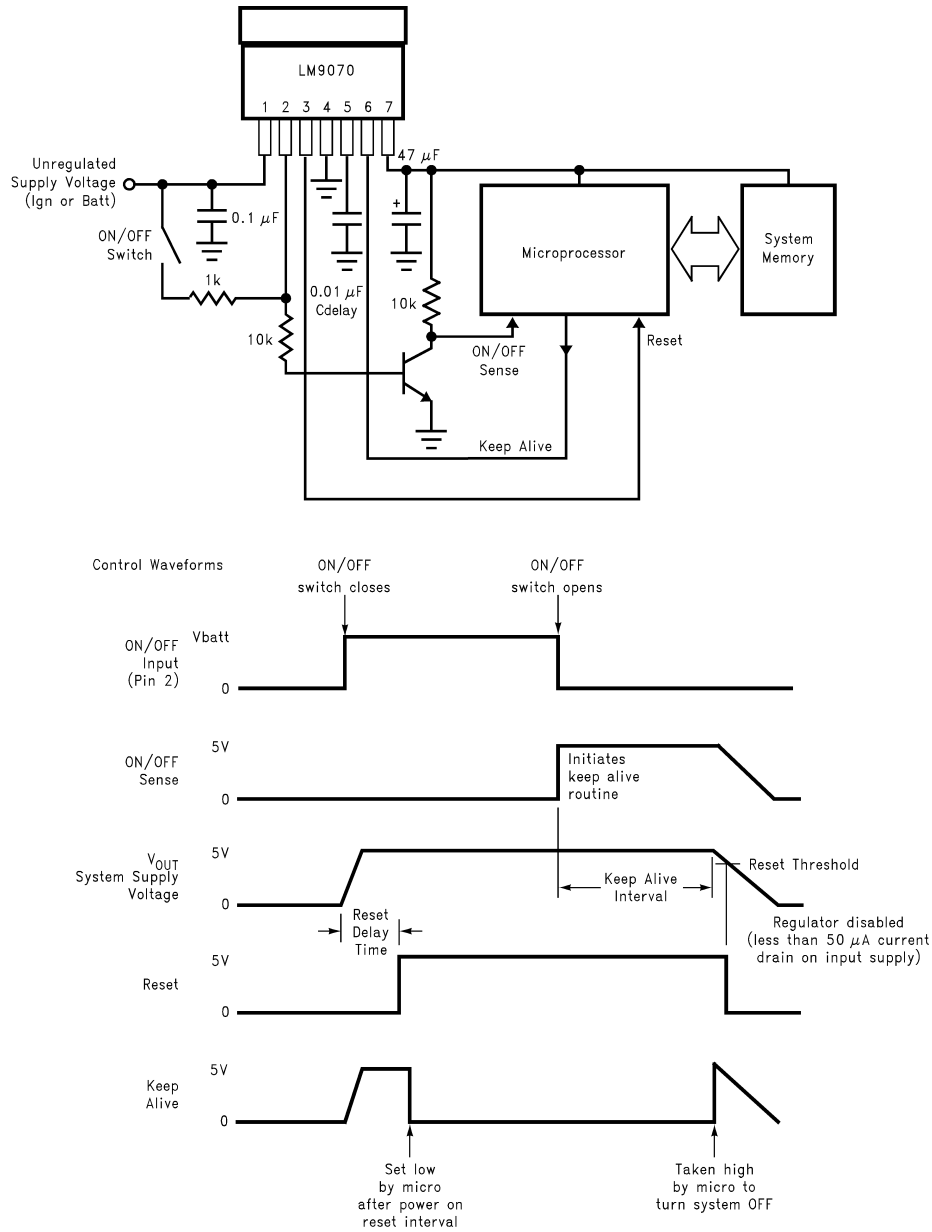 LM9070
1 2 3 4 5 6 7
Unregulated
Supply Voltage
(Ign or Batt)
0.1 μF
ON/OFF
Switch
1k
10k
0.01 μF
Cdelay
47 μF
+
10k
Microprocessor
System
Memory
ON/OFF
Sense
Reset
Keep Alive
Control Waveforms
ON/OFF
switch closes
ON/OFF
switch opens
ON/OFF
Input
(Pin 2)
Vbatt
0
ON/OFF
Sense
5V
0
Initiates
keep alive
routine
VOUT
System Supply
Voltage
5V
0
Reset
Delay
Time
Keep Alive
Interval
Reset Threshold
Regulator disabled
(less than 50 μA current
drain on input supply)
Reset
5V
0
Keep
Alive
5V
0
Set low
by micro
after power on
reset interval
Taken high
by micro to
turn system OFF